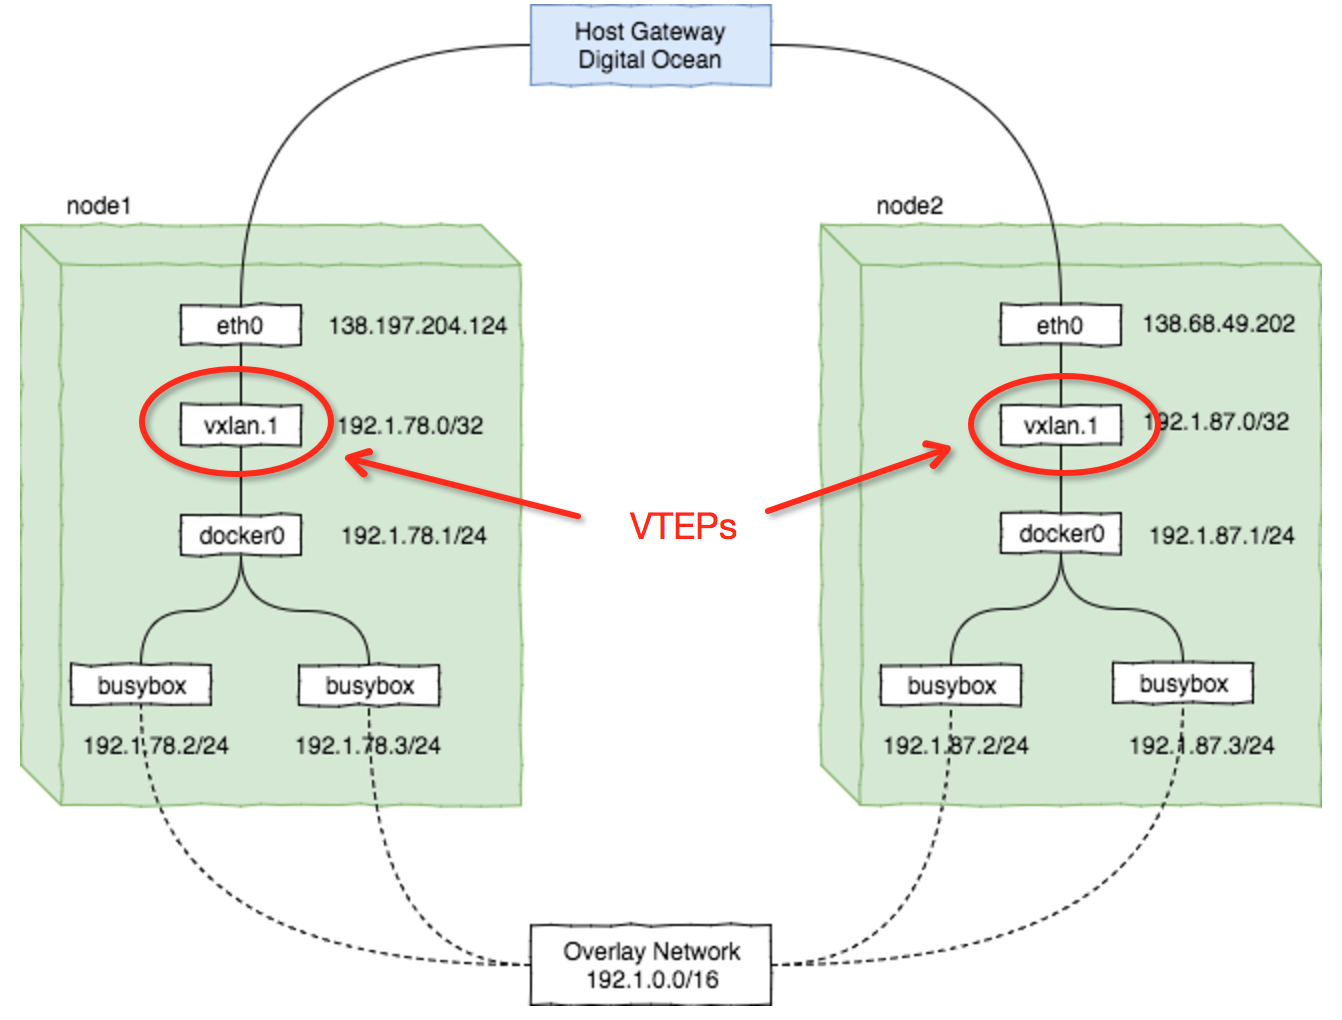 Host Gateway
Digital Ocean
node1
node2
eth0
138.197.204.124
eth0
138.68.49.202
vxlan.1
192.1.78.0/32
vxlan.1
192.1.87.0/32
VTEPs
docker0
192.1.78.1/24
docker0
192.1.87.1/24
busybox
busybox
busybox
busybox
192.1.78.2/24
192.1.78.3/24
192.1.87.2/24
192.1.87.3/24
Overlay Network
192.1.0.0/16